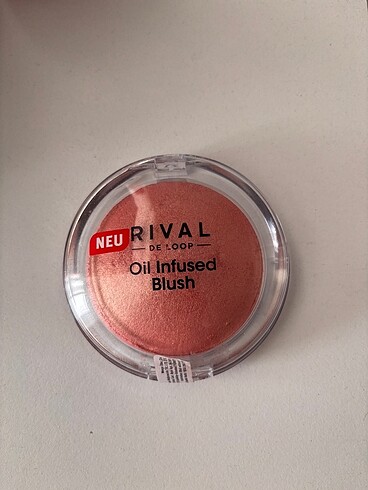 NEU
RIVAL
DE LOOP
Oil Infused
Blush